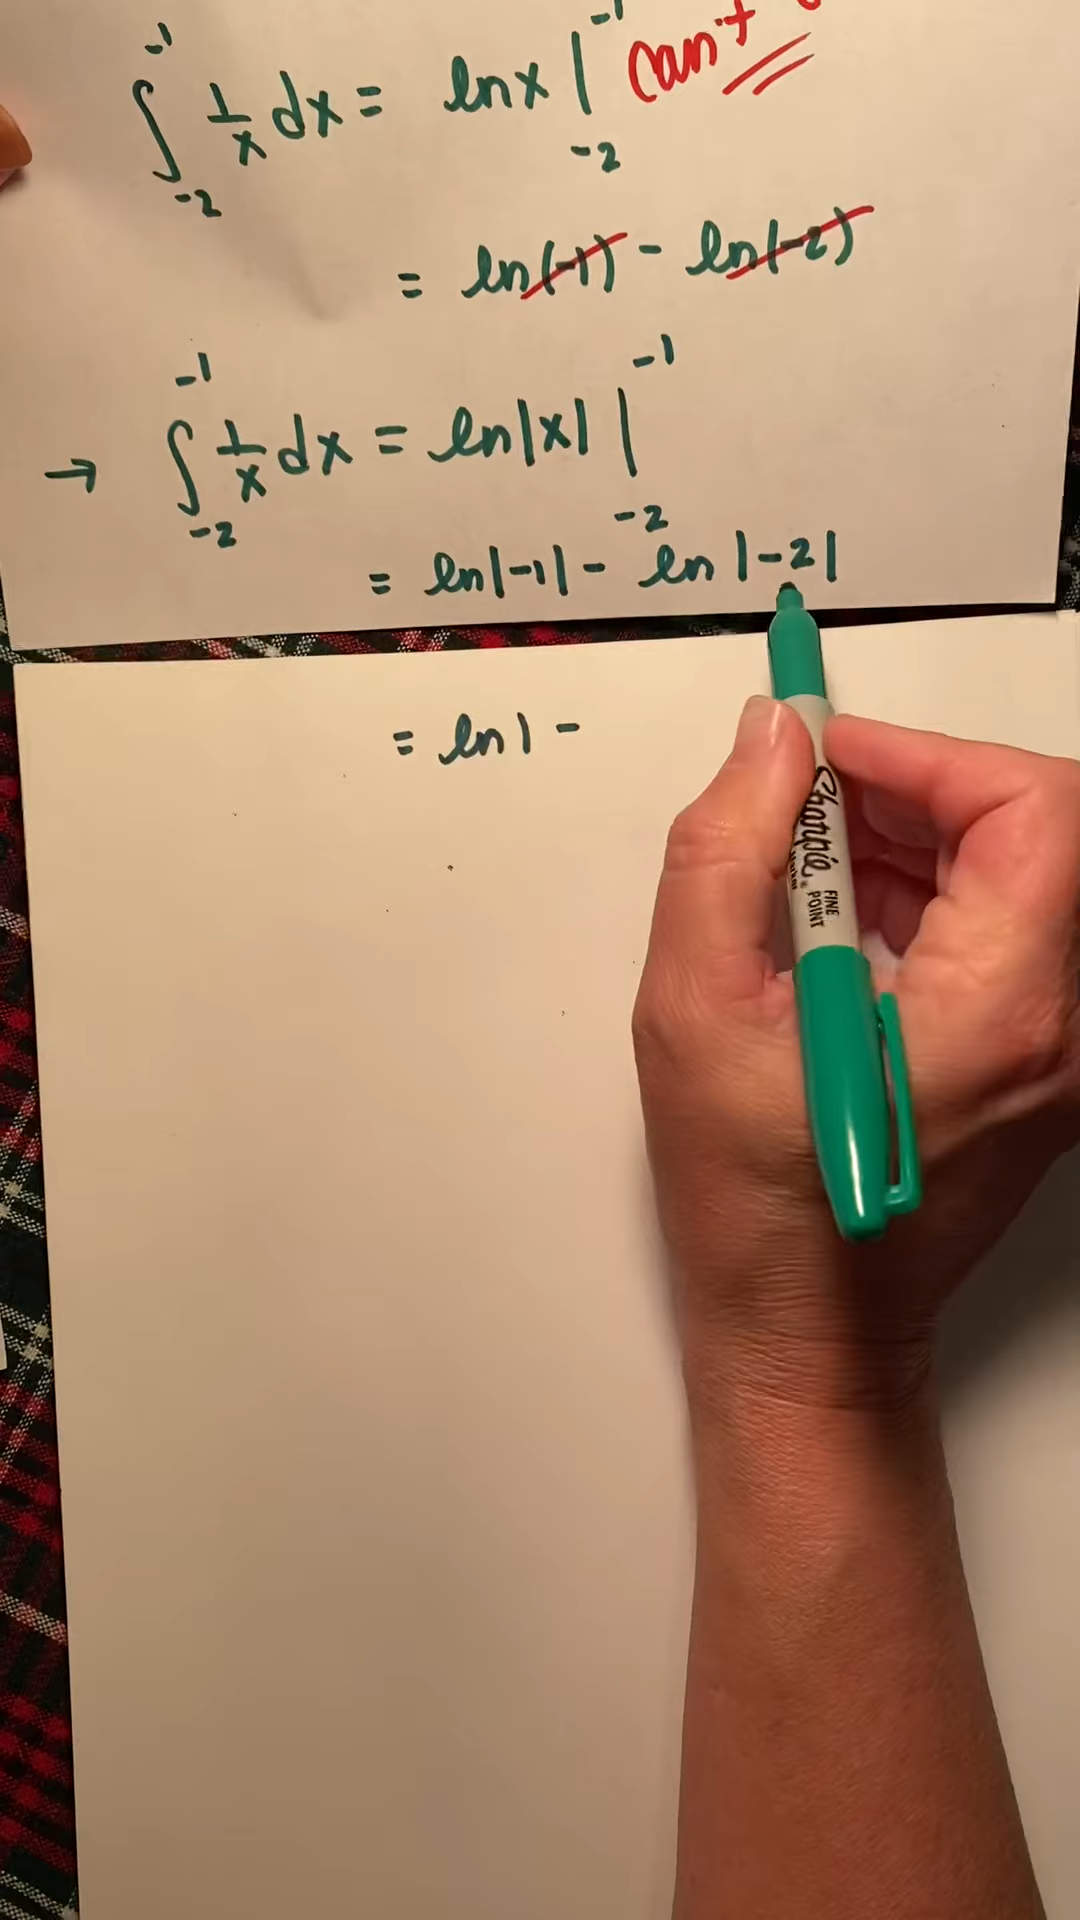 ∫₋₂⁻¹ 1/x dx = ln x |₋₂⁻¹ can't
= ln(-1) - ln(-2)
→ ∫₋₂⁻¹ 1/x dx = ln|x| |₋₂⁻¹
= ln|-1| - ln|-2|
= ln 1 -
Sharpie
FINE
POINT